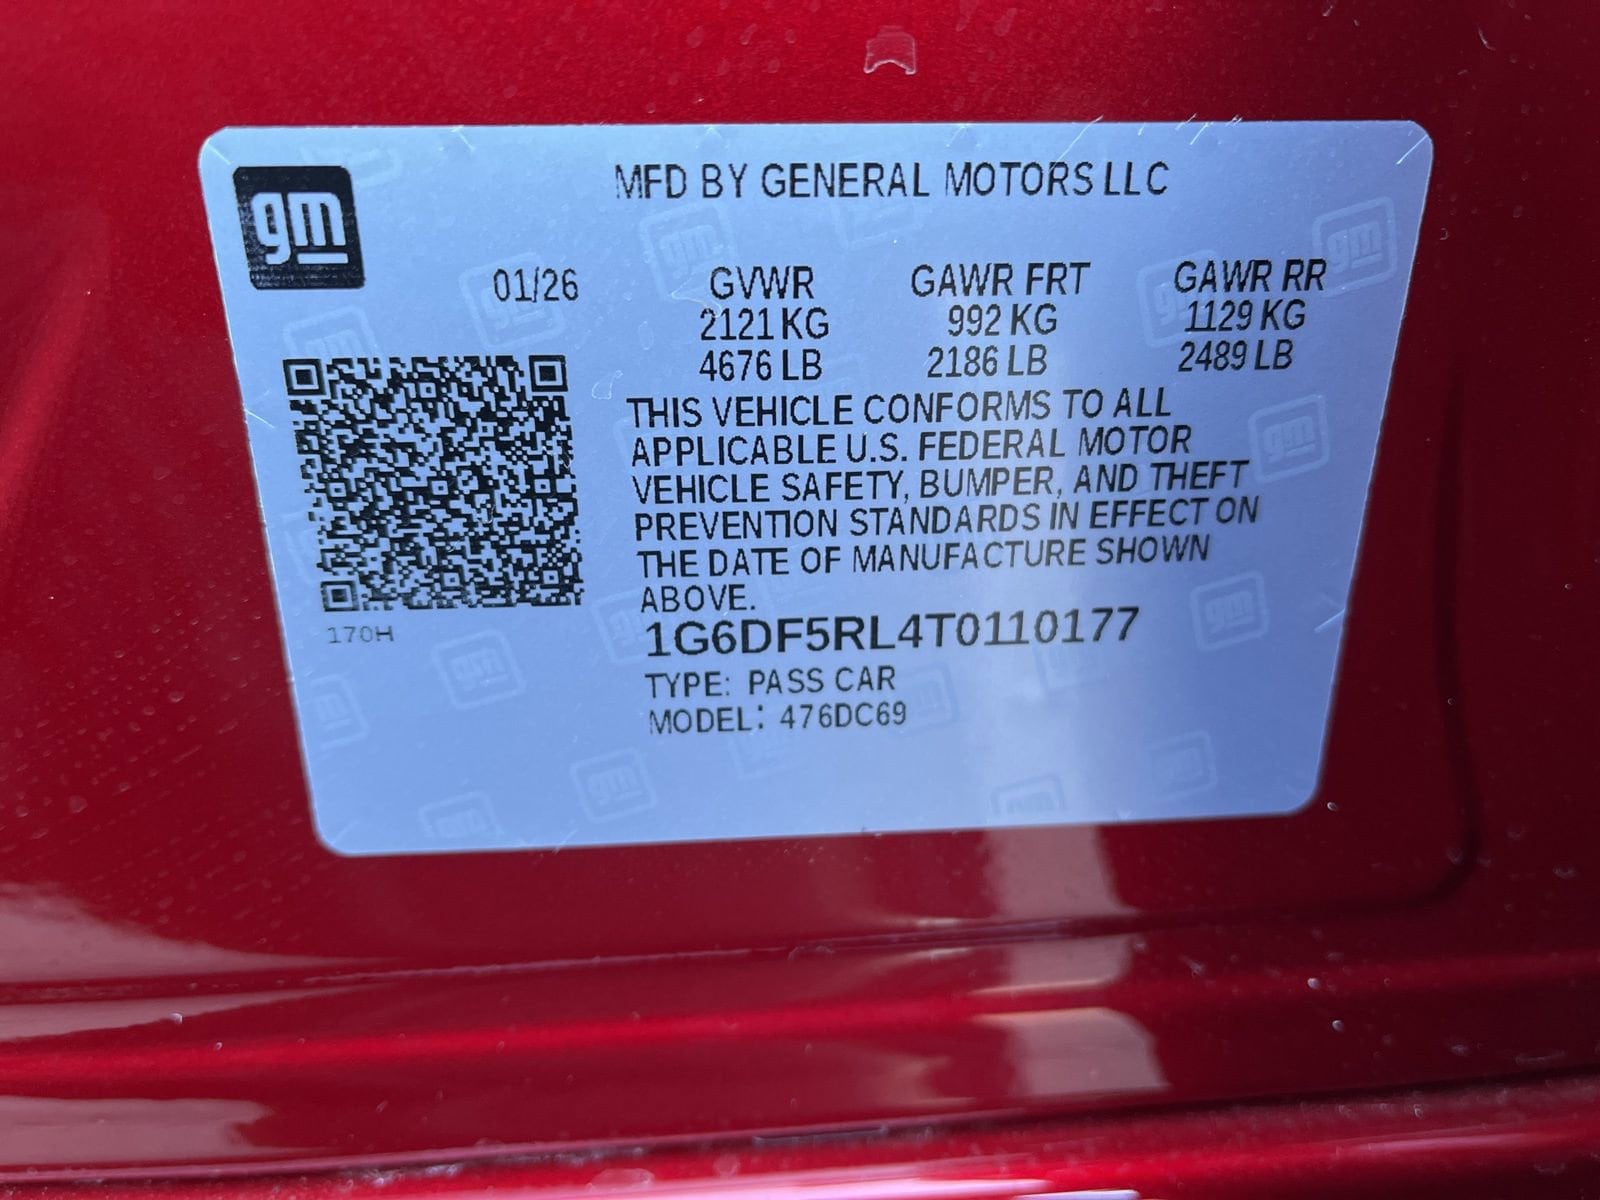 gm
MFD BY GENERAL MOTORS LLC
01/26 GVWR GAWR FRT GAWR RR
2121 KG 992 KG 1129 KG
4676 LB 2186 LB 2489 LB
THIS VEHICLE CONFORMS TO ALL
APPLICABLE U.S. FEDERAL MOTOR
VEHICLE SAFETY, BUMPER, AND THEFT
PREVENTION STANDARDS IN EFFECT ON
THE DATE OF MANUFACTURE SHOWN
ABOVE.
170H
1G6DF5RL4T0110177
TYPE: PASS CAR
MODEL: 476DC69